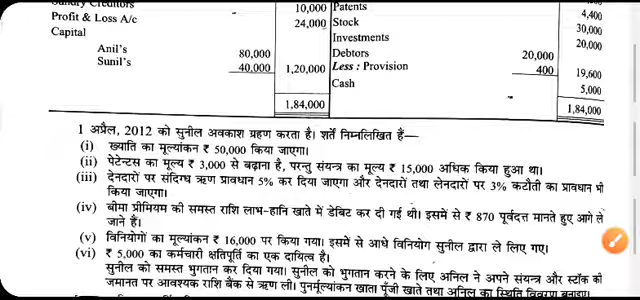 Sundry Creditors 10,000 Patents 4,400
Profit & Loss A/c 24,000 Stock 30,000
Capital Investments 20,000
Anil's 80,000 Debtors 20,000
Sunil's 40,000 1,20,000 Less : Provision 400 19,600
Cash 5,000
1,84,000 1,84,000
1 अप्रैल, 2012 को सुनील अवकाश ग्रहण करता है। शर्तें निम्नलिखित हैं—
(i) ख्याति का मूल्यांकन ₹ 50,000 किया जाएगा।
(ii) पेटेन्टस का मूल्य ₹ 3,000 से बढ़ाना है, परन्तु संयन्त्र का मूल्य ₹ 15,000 अधिक किया हुआ था।
(iii) देनदारों पर संदिग्ध ऋण प्रावधान 5% कर दिया जाएगा और देनदारों तथा लेनदारों पर 3% कटौती का प्रावधान भी
किया जाएगा।
(iv) बीमा प्रीमियम की समस्त राशि लाभ-हानि खाते में डेबिट कर दी गई थी। इसमें से ₹ 870 पूर्वदत्त मानते हुए आगे ले
जाने हैं।
(v) विनियोगों का मूल्यांकन ₹ 16,000 पर किया गया। इसमें से आधे विनियोग सुनील द्वारा ले लिए गए।
(vi) ₹ 5,000 का कर्मचारी क्षतिपूर्ति का एक दायित्व है।
सुनील को समस्त भुगतान कर दिया गया। सुनील को भुगतान करने के लिए अनिल ने अपने संयन्त्र और स्टॉक की
जमानत पर आवश्यक राशि बैंक से ऋण ली। पुनर्मूल्यांकन खाता पूँजी खाते तथा अनिल का स्थिति विवरण बनाइए।